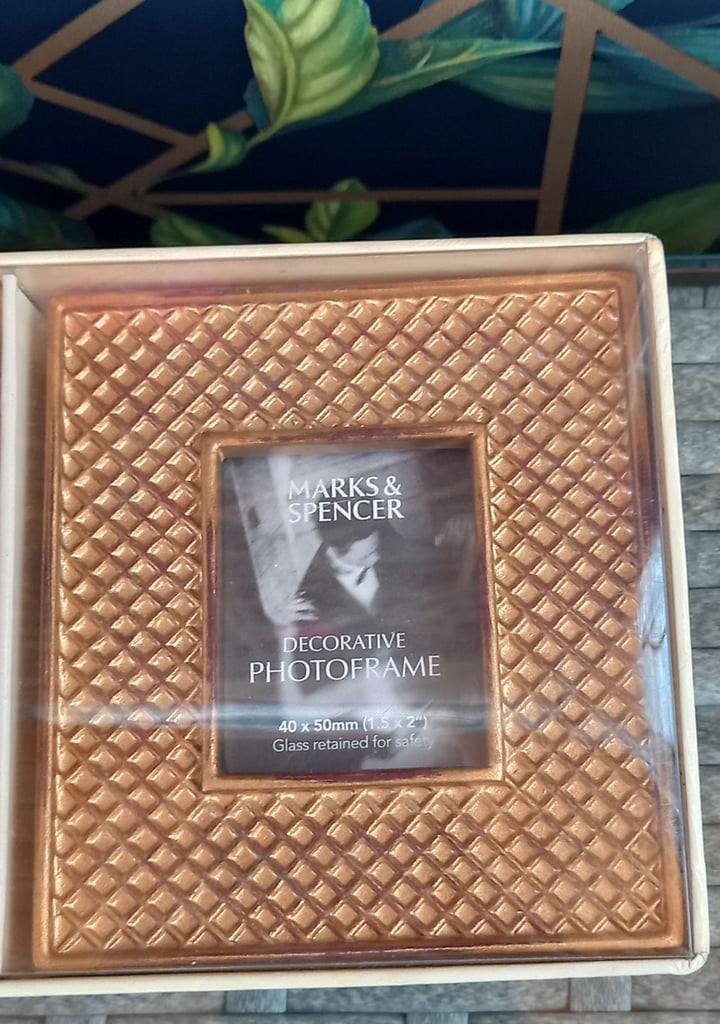 MARKS &
SPENCER
DECORATIVE
PHOTOFRAME
40 x 50mm (1.5 x 2")
Glass retained for safety